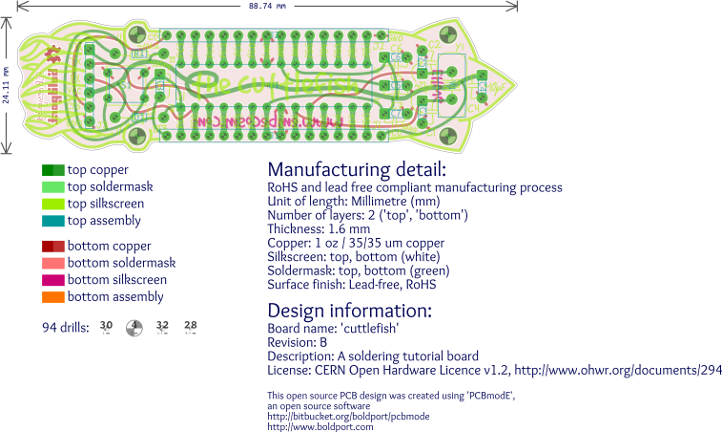 88.74 mm
24.11 mm
The cuttlefish
top copper
top soldermask
top silkscreen
top assembly
bottom copper
bottom soldermask
bottom silkscreen
bottom assembly
94 drills: 30 4 32 28
Manufacturing detail:
RoHS and lead free compliant manufacturing process
Unit of length: Millimetre (mm)
Number of layers: 2 ('top', 'bottom')
Thickness: 1.6 mm
Copper: 1 oz / 35/35 um copper
Silkscreen: top, bottom (white)
Soldermask: top, bottom (green)
Surface finish: Lead-free, RoHS
Design information:
Board name: 'cuttlefish'
Revision: B
Description: A soldering tutorial board
License: CERN Open Hardware Licence v1.2, http://www.ohwr.org/documents/294
This open source PCB design was created using 'PCBmodE',
an open source software
http://bitbucket.org/boldport/pcbmode
http://www.boldport.com